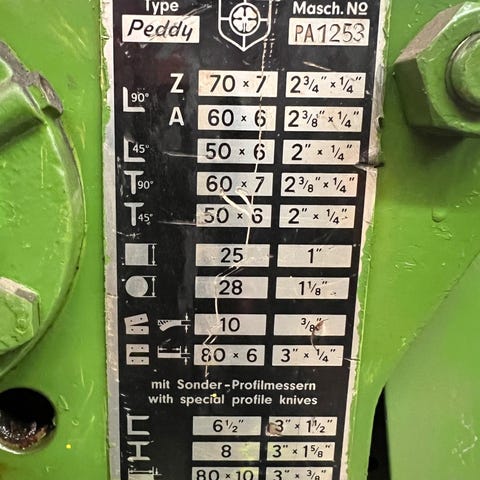 Type Masch. No
Peddy PA1253
90° Z 70 × 7 2 3/4" × 1/4"
A 60 × 6 2 3/8" × 1/4"
45° 50 × 6 2" × 1/4"
90° 60 × 7 2 3/8" × 1/4"
45° 50 × 6 2" × 1/4"
25 1"
28 1 1/8"
10 3/8"
80 × 6 3" × 1/4"
mit Sonder-Profilmessern
with special profile knives
6 1/2" 3" × 1 1/2"
8 3" × 1 5/8"
80 × 10 3" × 3/8"